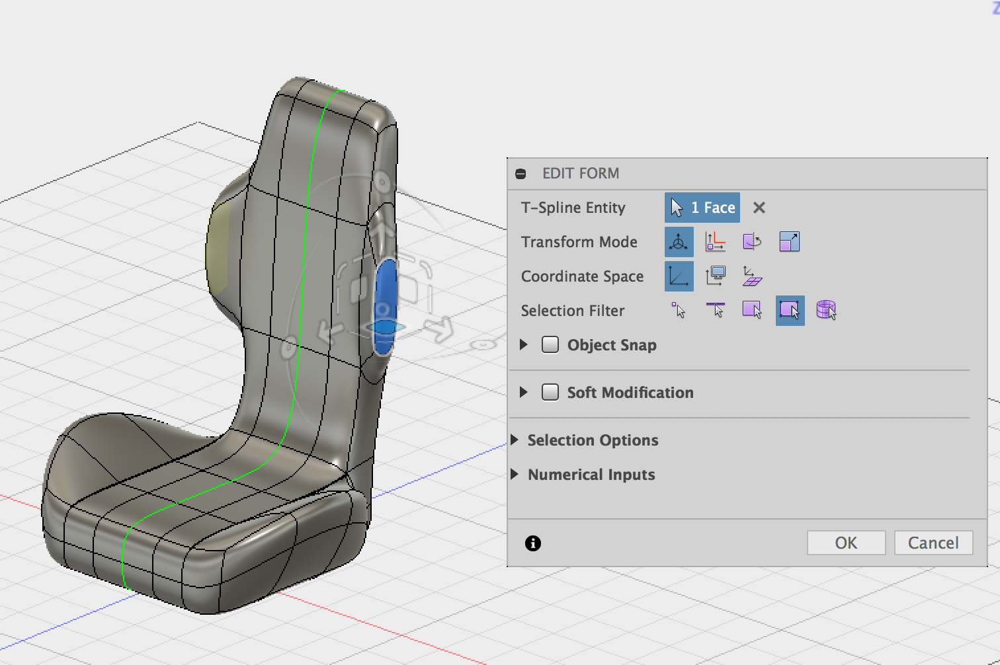 Z
EDIT FORM
T-Spline Entity 1 Face
Transform Mode
Coordinate Space
Selection Filter
Object Snap
Soft Modification
Selection Options
Numerical Inputs
OK Cancel